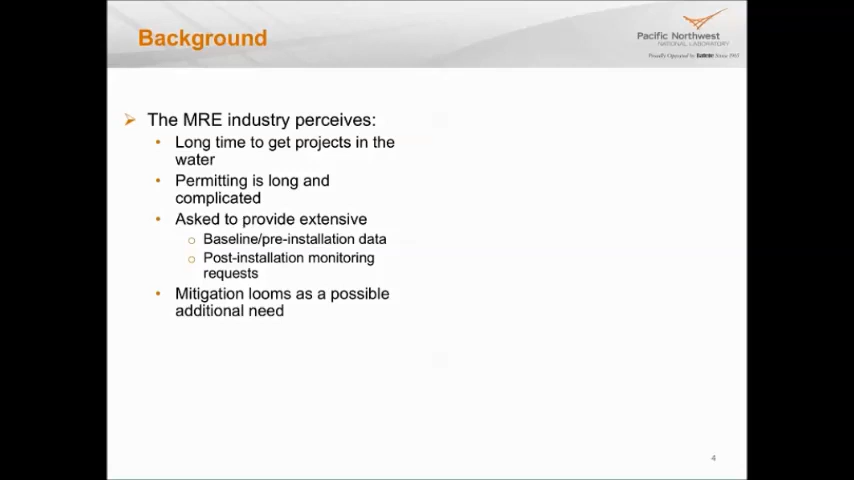 Background
Pacific Northwest
NATIONAL LABORATORY
Proudly Operated by Battelle Since 1965
The MRE industry perceives:
Long time to get projects in the
water
Permitting is long and
complicated
Asked to provide extensive
Baseline/pre-installation data
Post-installation monitoring
requests
Mitigation looms as a possible
additional need
4